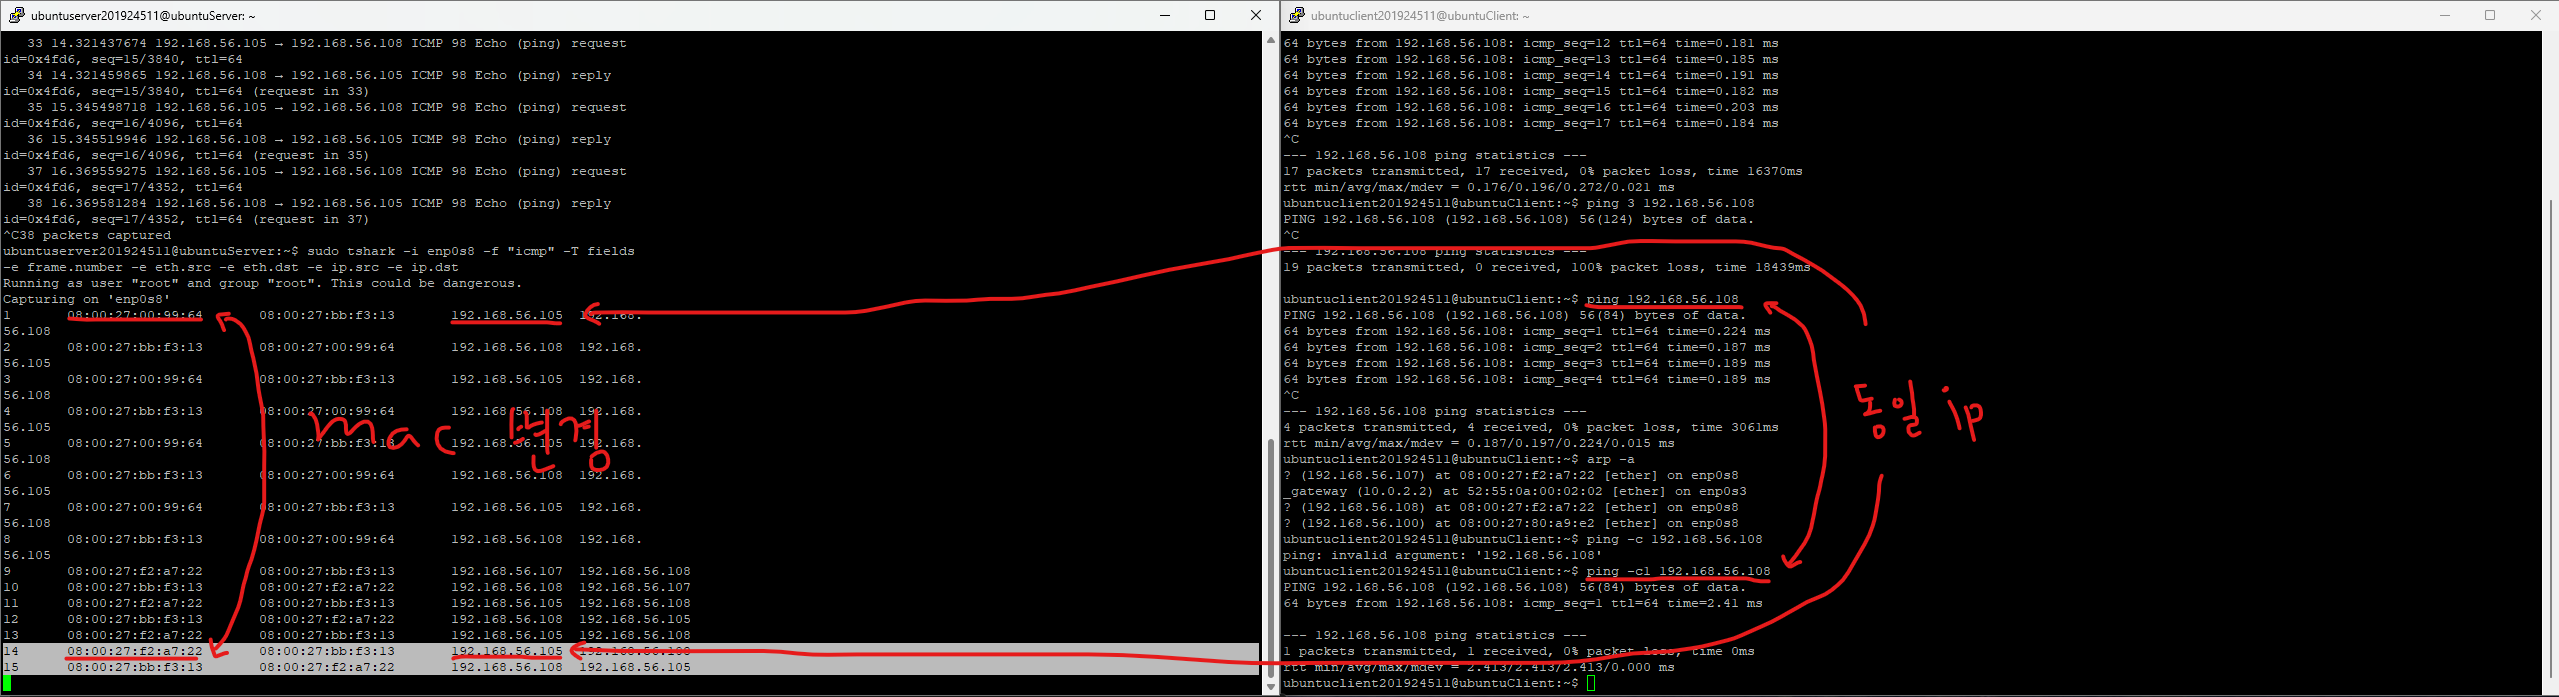 ubuntuserver201924511@ubuntuServer: ~
33 14.321437674 192.168.56.105 → 192.168.56.108 ICMP 98 Echo (ping) request
id=0x4fd6, seq=15/3840, ttl=64
34 14.321459865 192.168.56.108 → 192.168.56.105 ICMP 98 Echo (ping) reply
id=0x4fd6, seq=15/3840, ttl=64 (request in 33)
35 15.345498718 192.168.56.105 → 192.168.56.108 ICMP 98 Echo (ping) request
id=0x4fd6, seq=16/4096, ttl=64
36 15.345519946 192.168.56.108 → 192.168.56.105 ICMP 98 Echo (ping) reply
id=0x4fd6, seq=16/4096, ttl=64 (request in 35)
37 16.369559275 192.168.56.105 → 192.168.56.108 ICMP 98 Echo (ping) request
id=0x4fd6, seq=17/4352, ttl=64
38 16.369581284 192.168.56.108 → 192.168.56.105 ICMP 98 Echo (ping) reply
id=0x4fd6, seq=17/4352, ttl=64 (request in 37)
^C38 packets captured
ubuntuserver201924511@ubuntuServer:~$ sudo tshark -i enp0s8 -f "icmp" -T fields
-e frame.number -e eth.src -e eth.dst -e ip.src -e ip.dst
Running as user "root" and group "root". This could be dangerous.
Capturing on 'enp0s8'
1 08:00:27:00:99:64 08:00:27:bb:f3:13 192.168.56.105 192.168.
56.108
2 08:00:27:bb:f3:13 08:00:27:00:99:64 192.168.56.108 192.168.
56.105
3 08:00:27:00:99:64 08:00:27:bb:f3:13 192.168.56.105 192.168.
56.108
4 08:00:27:bb:f3:13 08:00:27:00:99:64 192.168.56.108 192.168.
56.105
5 08:00:27:00:99:64 08:00:27:bb:f3:13 192.168.56.105 192.168.
56.108
6 08:00:27:bb:f3:13 08:00:27:00:99:64 192.168.56.108 192.168.
56.105
7 08:00:27:00:99:64 08:00:27:bb:f3:13 192.168.56.105 192.168.
56.108
8 08:00:27:bb:f3:13 08:00:27:00:99:64 192.168.56.108 192.168.
56.105
9 08:00:27:f2:a7:22 08:00:27:bb:f3:13 192.168.56.107 192.168.56.108
10 08:00:27:bb:f3:13 08:00:27:f2:a7:22 192.168.56.108 192.168.56.107
11 08:00:27:f2:a7:22 08:00:27:bb:f3:13 192.168.56.105 192.168.56.108
12 08:00:27:bb:f3:13 08:00:27:f2:a7:22 192.168.56.108 192.168.56.105
13 08:00:27:f2:a7:22 08:00:27:bb:f3:13 192.168.56.105 192.168.56.108
14 08:00:27:f2:a7:22 08:00:27:bb:f3:13 192.168.56.105 192.168.56.108
15 08:00:27:bb:f3:13 08:00:27:f2:a7:22 192.168.56.108 192.168.56.105
mac 변경
ubuntuclient201924511@ubuntuClient: ~
64 bytes from 192.168.56.108: icmp_seq=12 ttl=64 time=0.181 ms
64 bytes from 192.168.56.108: icmp_seq=13 ttl=64 time=0.185 ms
64 bytes from 192.168.56.108: icmp_seq=14 ttl=64 time=0.191 ms
64 bytes from 192.168.56.108: icmp_seq=15 ttl=64 time=0.182 ms
64 bytes from 192.168.56.108: icmp_seq=16 ttl=64 time=0.203 ms
64 bytes from 192.168.56.108: icmp_seq=17 ttl=64 time=0.184 ms
^C
--- 192.168.56.108 ping statistics ---
17 packets transmitted, 17 received, 0% packet loss, time 16370ms
rtt min/avg/max/mdev = 0.176/0.196/0.272/0.021 ms
ubuntuclient201924511@ubuntuClient:~$ ping 3 192.168.56.108
PING 192.168.56.108 (192.168.56.108) 56(124) bytes of data.
^C
--- 192.168.56.108 ping statistics ---
19 packets transmitted, 0 received, 100% packet loss, time 18439ms
ubuntuclient201924511@ubuntuClient:~$ ping 192.168.56.108
PING 192.168.56.108 (192.168.56.108) 56(84) bytes of data.
64 bytes from 192.168.56.108: icmp_seq=1 ttl=64 time=0.224 ms
64 bytes from 192.168.56.108: icmp_seq=2 ttl=64 time=0.187 ms
64 bytes from 192.168.56.108: icmp_seq=3 ttl=64 time=0.189 ms
64 bytes from 192.168.56.108: icmp_seq=4 ttl=64 time=0.189 ms
^C
--- 192.168.56.108 ping statistics ---
4 packets transmitted, 4 received, 0% packet loss, time 3061ms
rtt min/avg/max/mdev = 0.187/0.197/0.224/0.015 ms
ubuntuclient201924511@ubuntuClient:~$ arp -a
? (192.168.56.107) at 08:00:27:f2:a7:22 [ether] on enp0s8
_gateway (10.0.2.2) at 52:55:0a:00:02:02 [ether] on enp0s3
? (192.168.56.108) at 08:00:27:f2:a7:22 [ether] on enp0s8
? (192.168.56.100) at 08:00:27:80:a9:e2 [ether] on enp0s8
ubuntuclient201924511@ubuntuClient:~$ ping -c 192.168.56.108
ping: invalid argument: '192.168.56.108'
ubuntuclient201924511@ubuntuClient:~$ ping -c1 192.168.56.108
PING 192.168.56.108 (192.168.56.108) 56(84) bytes of data.
64 bytes from 192.168.56.108: icmp_seq=1 ttl=64 time=2.41 ms
--- 192.168.56.108 ping statistics ---
1 packets transmitted, 1 received, 0% packet loss, time 0ms
rtt min/avg/max/mdev = 2.413/2.413/2.413/0.000 ms
ubuntuclient201924511@ubuntuClient:~$
동일 ip